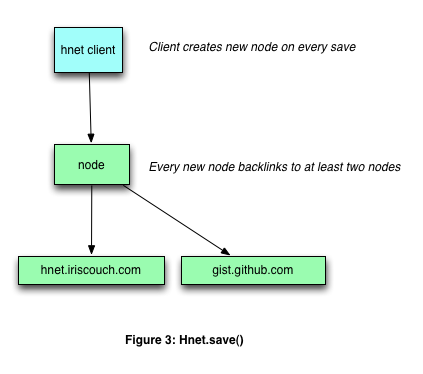 hnet client
Client creates new node on every save
node
Every new node backlinks to at least two nodes
hnet.iriscouch.com
gist.github.com
Figure 3: Hnet.save()